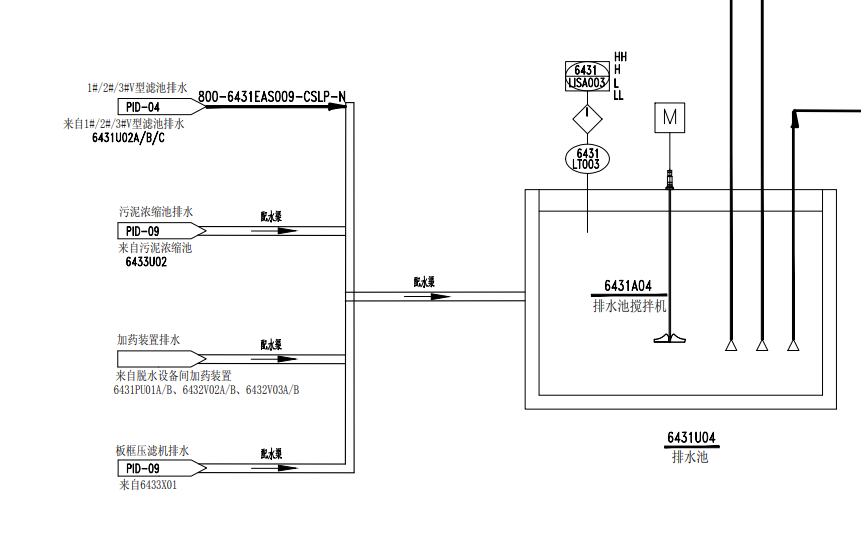 1#/2#/3#V型滤池排水
PID-04
800-6431EAS009-CSLP-N
来自1#/2#/3#V型滤池排水
6431U02A/B/C
污泥浓缩池排水
PID-09
配水渠
来自污泥浓缩池
6433U02
加药装置排水
配水渠
来自脱水设备间加药装置
6431PU01A/B、6432V02A/B、6432V03A/B
板框压滤机排水
PID-09
配水渠
来自6433X01
配水渠
6431
LISA003
HH
H
L
LL
M
6431
LT003
6431A04
排水池搅拌机
6431U04
排水池